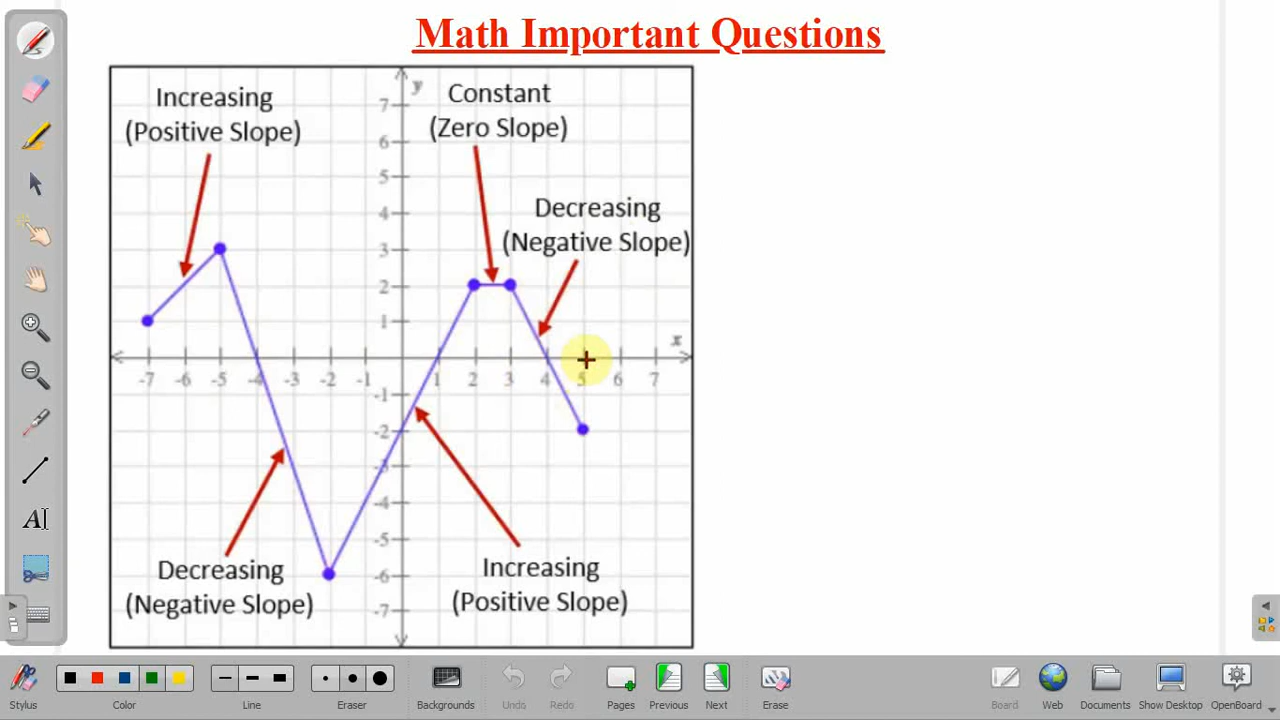 Math Important Questions
Increasing
(Positive Slope)
Constant
(Zero Slope)
Decreasing
(Negative Slope)
y
7
6
5
4
3
2
1
x
-7 -6 -5 -4 -3 -2 -1 1 2 3 4 5 6 7
-1
-2
-3
-4
-5
-6
-7
Decreasing
(Negative Slope)
Increasing
(Positive Slope)
A
Stylus Color Line Eraser Backgrounds Undo Redo Pages Previous Next Erase Board Web Documents Show Desktop OpenBoard